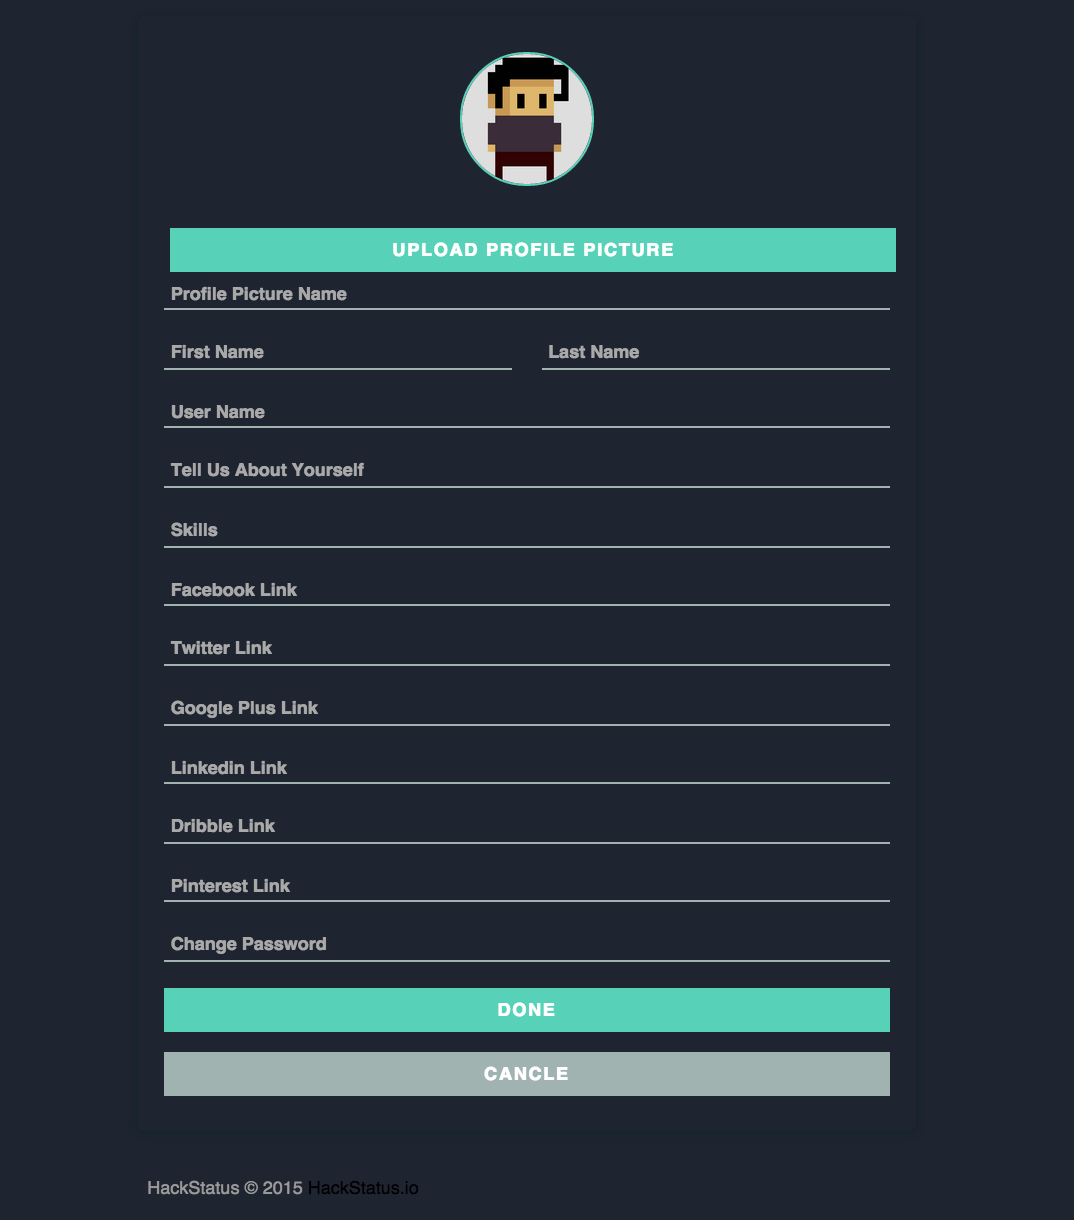 UPLOAD PROFILE PICTURE
Profile Picture Name
First Name Last Name
User Name
Tell Us About Yourself
Skills
Facebook Link
Twitter Link
Google Plus Link
Linkedin Link
Dribble Link
Pinterest Link
Change Password
DONE
CANCLE
HackStatus © 2015 HackStatus.io